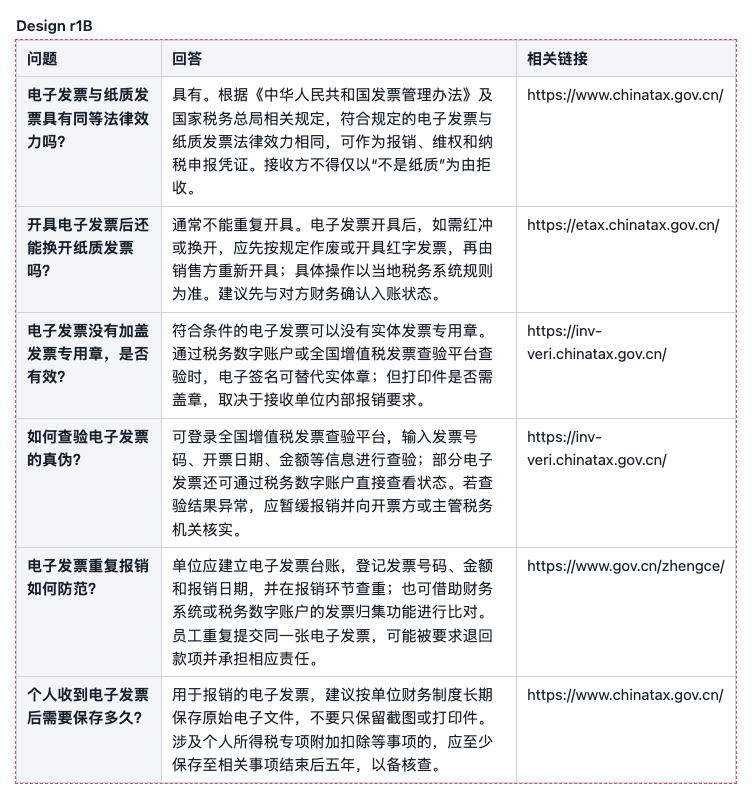 Design r1B
问题
回答
相关链接
电子发票与纸质发
票具有同等法律效
力吗?
具有。根据《中华人民共和国发票管理办法》及
国家税务总局相关规定，符合规定的电子发票与
纸质发票法律效力相同，可作为报销、维权和纳
税申报凭证。接收方不得仅以“不是纸质”为由拒
收。
https://www.chinatax.gov.cn/
开具电子发票后还
能换开纸质发票
吗?
通常不能重复开具。电子发票开具后，如需红冲
或换开，应先按规定作废或开具红字发票，再由
销售方重新开具；具体操作以当地税务系统规则
为准。建议先与对方财务确认入账状态。
https://etax.chinatax.gov.cn/
电子发票没有加盖
发票专用章，是否
有效?
符合条件的电子发票可以没有实体发票专用章。
通过税务数字账户或全国增值税发票查验平台查
验时，电子签名可替代实体章；但打印件是否需
盖章，取决于接收单位内部报销要求。
https://inv-
veri.chinatax.gov.cn/
如何查验电子发票
的真伪?
可登录全国增值税发票查验平台，输入发票号
码、开票日期、金额等信息进行查验；部分电子
发票还可通过税务数字账户直接查看状态。若查
验结果异常，应暂缓报销并向开票方或主管税务
机关核实。
https://inv-
veri.chinatax.gov.cn/
电子发票重复报销
如何防范?
单位应建立电子发票台账，登记发票号码、金额
和报销日期，并在报销环节查重；也可借助财务
系统或税务数字账户的发票归集功能进行比对。
员工重复提交同一张电子发票，可能被要求退回
款项并承担相应责任。
https://www.gov.cn/zhengce/
个人收到电子发票
后需要保存多久?
用于报销的电子发票，建议按单位财务制度长期
保存原始电子文件，不要只保留截图或打印件。
涉及个人所得税专项附加扣除等事项的，应至少
保存至相关事项结束后五年，以备核查。
https://www.chinatax.gov.cn/